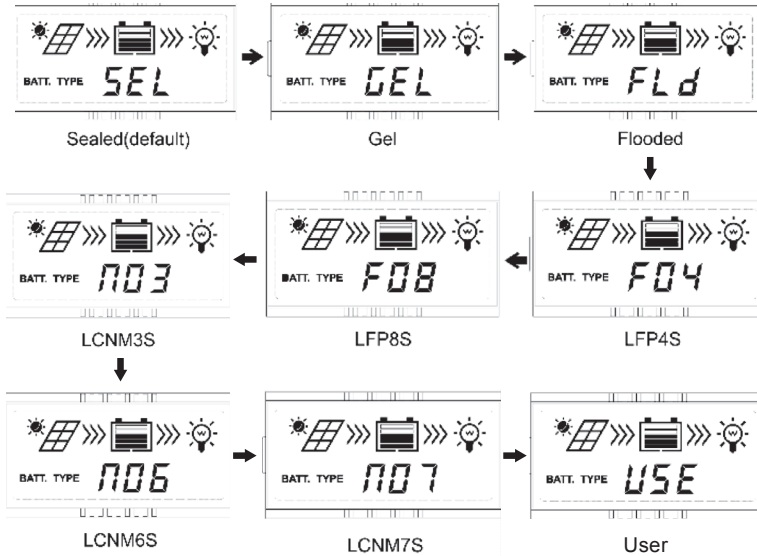 BATT. TYPE SEL
Sealed(default)
BATT. TYPE GEL
Gel
BATT. TYPE FLd
Flooded
BATT. TYPE F04
LFP4S
BATT. TYPE F08
LFP8S
BATT. TYPE N03
LCNM3S
BATT. TYPE N06
LCNM6S
BATT. TYPE N07
LCNM7S
BATT. TYPE USE
User